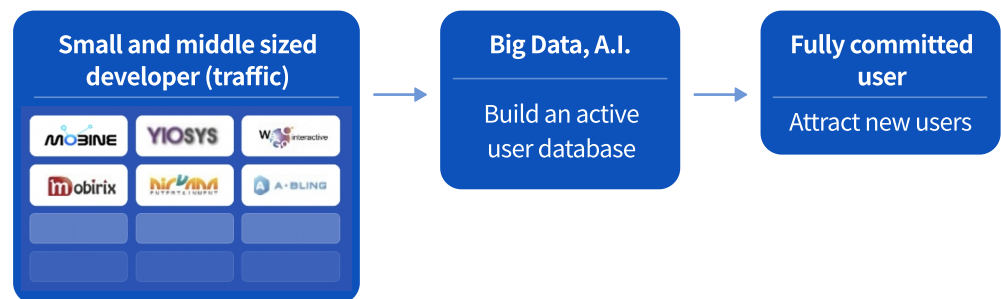 Small and middle sized
developer (traffic)
MOBINE
YIOSYS
W interactive
mobirix
A·BLING
Big Data, A.I.
Build an active
user database
Fully committed
user
Attract new users